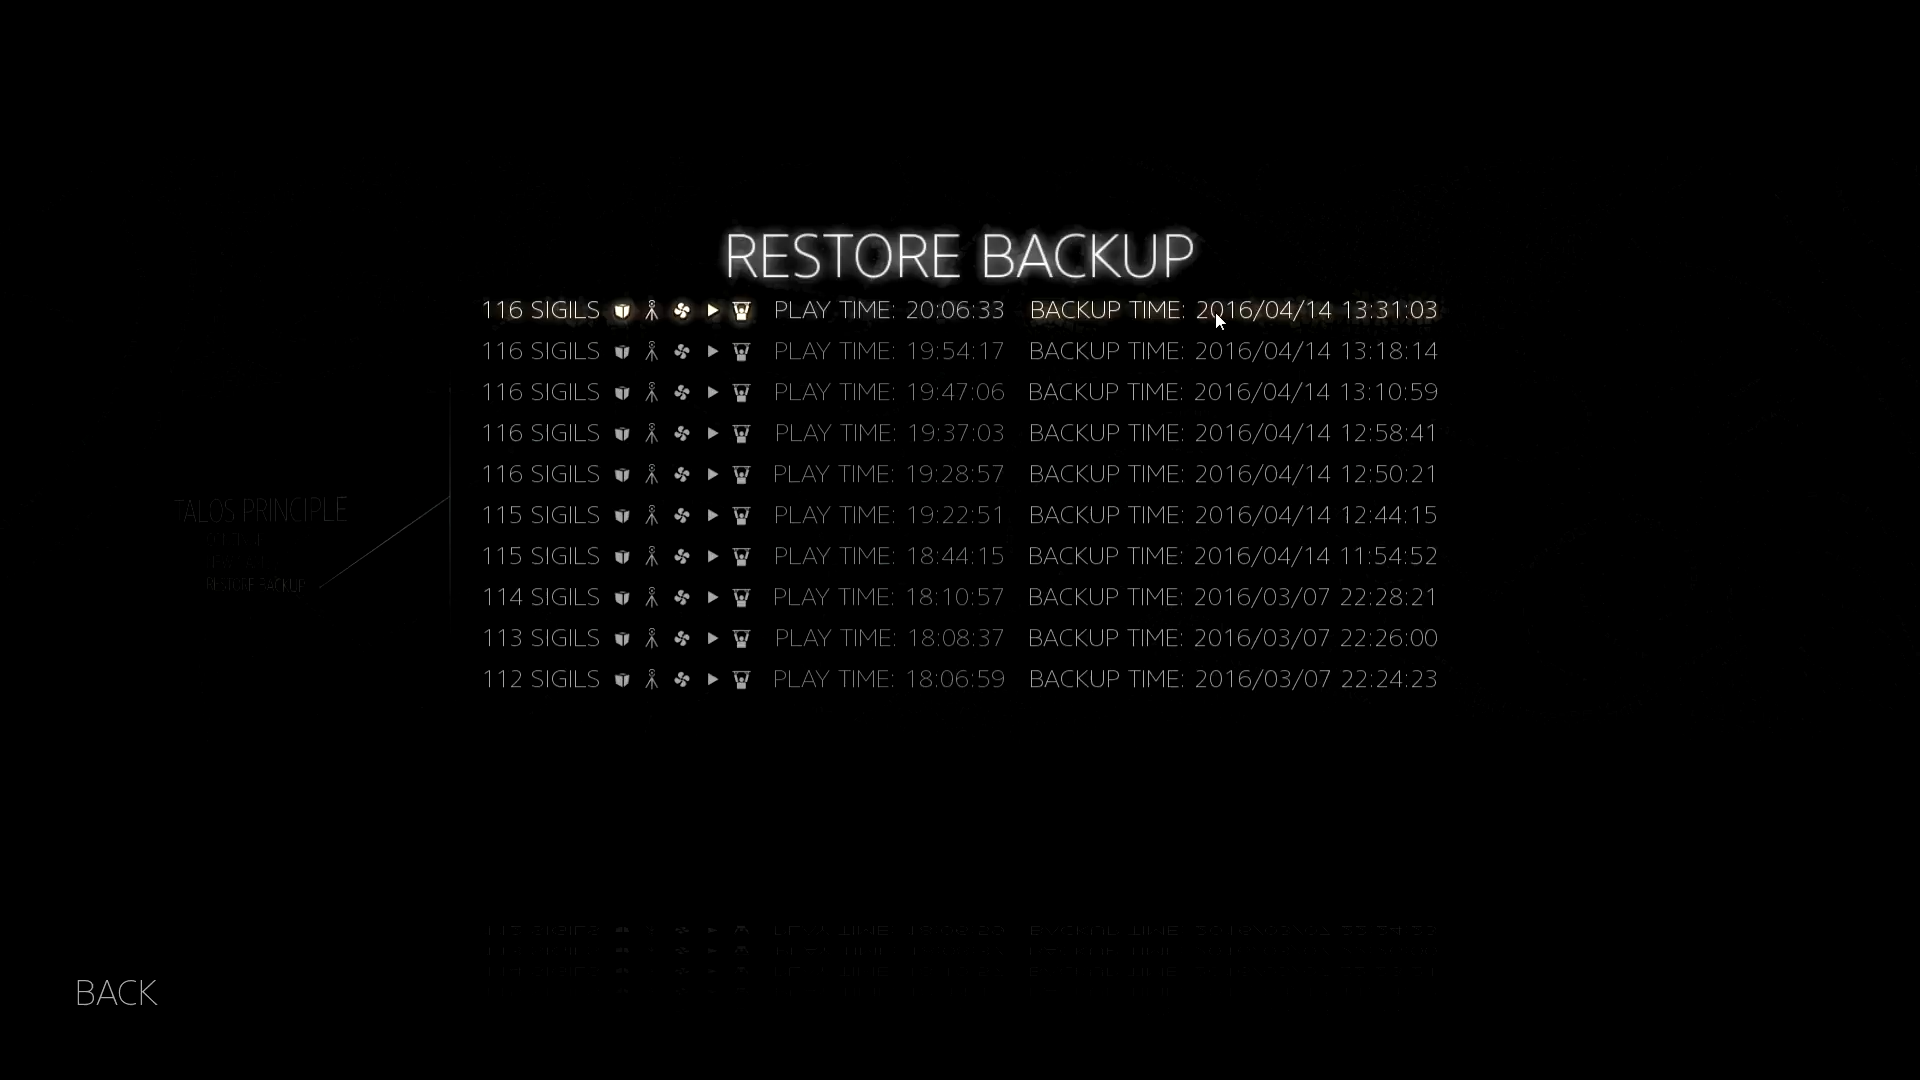 RESTORE BACKUP
116 SIGILS PLAY TIME: 20:06:33 BACKUP TIME: 2016/04/14 13:31:03
116 SIGILS PLAY TIME: 19:54:17 BACKUP TIME: 2016/04/14 13:18:14
116 SIGILS PLAY TIME: 19:47:06 BACKUP TIME: 2016/04/14 13:10:59
116 SIGILS PLAY TIME: 19:37:03 BACKUP TIME: 2016/04/14 12:58:41
116 SIGILS PLAY TIME: 19:28:57 BACKUP TIME: 2016/04/14 12:50:21
115 SIGILS PLAY TIME: 19:22:51 BACKUP TIME: 2016/04/14 12:44:15
115 SIGILS PLAY TIME: 18:44:15 BACKUP TIME: 2016/04/14 11:54:52
114 SIGILS PLAY TIME: 18:10:57 BACKUP TIME: 2016/03/07 22:28:21
113 SIGILS PLAY TIME: 18:08:37 BACKUP TIME: 2016/03/07 22:26:00
112 SIGILS PLAY TIME: 18:06:59 BACKUP TIME: 2016/03/07 22:24:23
TALOS PRINCIPLE
RESTORE BACKUP
BACK